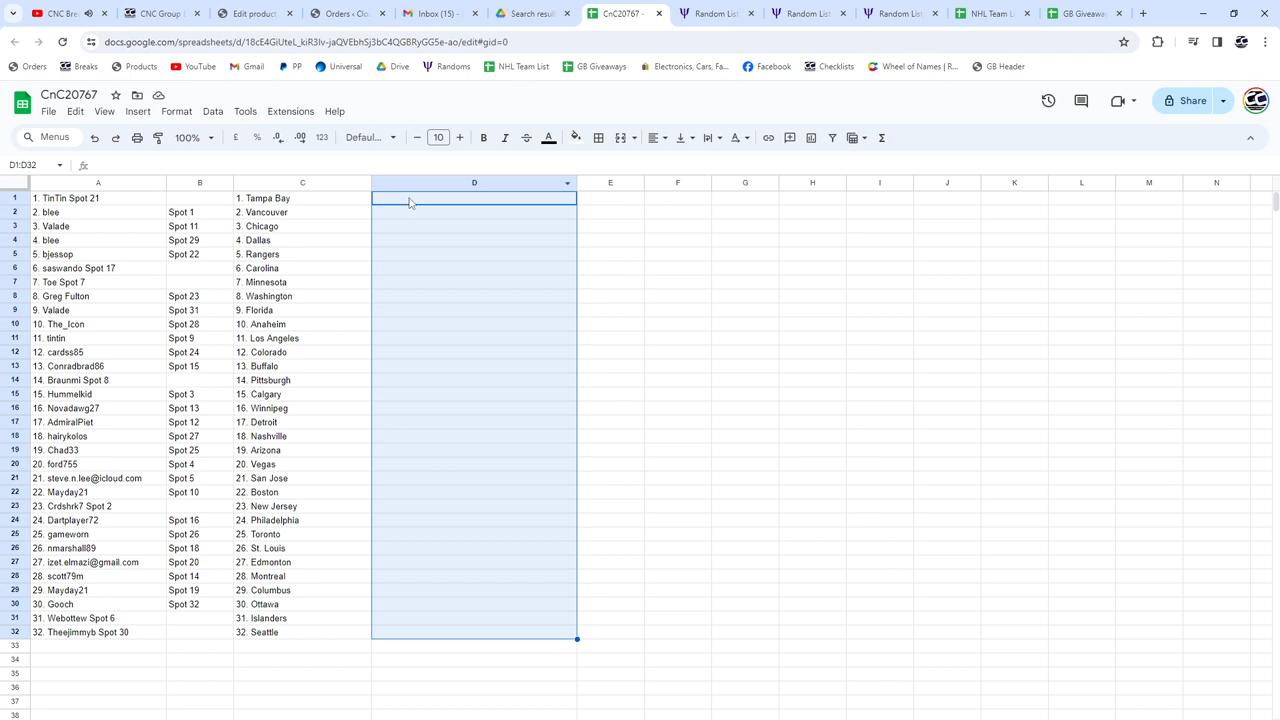 CNC Bre
CNC Group
Edit product
Orders ‹ Clo
Inbox (5) -
Search result
CnC20767 -
Random List
Random List
Random List
NHL Team L
GB Giveaway
docs.google.com/spreadsheets/d/18cE4GiUteL_kiR3Iv-jaQVEbhSj3bC4QGBRyGG5e-ao/edit#gid=0
Orders Breaks Products YouTube Gmail PP Universal Drive Randoms NHL Team List GB Giveaways Electronics, Cars, Fa... Facebook Checklists Wheel of Names | R... GB Header
CnC20767
File Edit View Insert Format Data Tools Extensions Help
Share
Menus 100% £ % .0 .00 123 Defaul... 10 B I A
D1:D32 fx
A B C D E F G H I J K L M N
1 1. TinTin Spot 21 1. Tampa Bay
2 2. blee Spot 1 2. Vancouver
3 3. Valade Spot 11 3. Chicago
4 4. blee Spot 29 4. Dallas
5 5. bjessop Spot 22 5. Rangers
6 6. saswando Spot 17 6. Carolina
7 7. Toe Spot 7 7. Minnesota
8 8. Greg Fulton Spot 23 8. Washington
9 9. Valade Spot 31 9. Florida
10 10. The_Icon Spot 28 10. Anaheim
11 11. tintin Spot 9 11. Los Angeles
12 12. cardss85 Spot 24 12. Colorado
13 13. Conradbrad86 Spot 15 13. Buffalo
14 14. Braunmi Spot 8 14. Pittsburgh
15 15. Hummelkid Spot 3 15. Calgary
16 16. Novadawg27 Spot 13 16. Winnipeg
17 17. AdmiralPiet Spot 12 17. Detroit
18 18. hairykolos Spot 27 18. Nashville
19 19. Chad33 Spot 25 19. Arizona
20 20. ford755 Spot 4 20. Vegas
21 21. steve.n.lee@icloud.com Spot 5 21. San Jose
22 22. Mayday21 Spot 10 22. Boston
23 23. Crdshrk7 Spot 2 23. New Jersey
24 24. Dartplayer72 Spot 16 24. Philadelphia
25 25. gameworn Spot 26 25. Toronto
26 26. nmarshall89 Spot 18 26. St. Louis
27 27. izet.elmazi@gmail.com Spot 20 27. Edmonton
28 28. scott79m Spot 14 28. Montreal
29 29. Mayday21 Spot 19 29. Columbus
30 30. Gooch Spot 32 30. Ottawa
31 31. Webottew Spot 6 31. Islanders
32 32. Theejimmyb Spot 30 32. Seattle
33
34
35
36
37
38